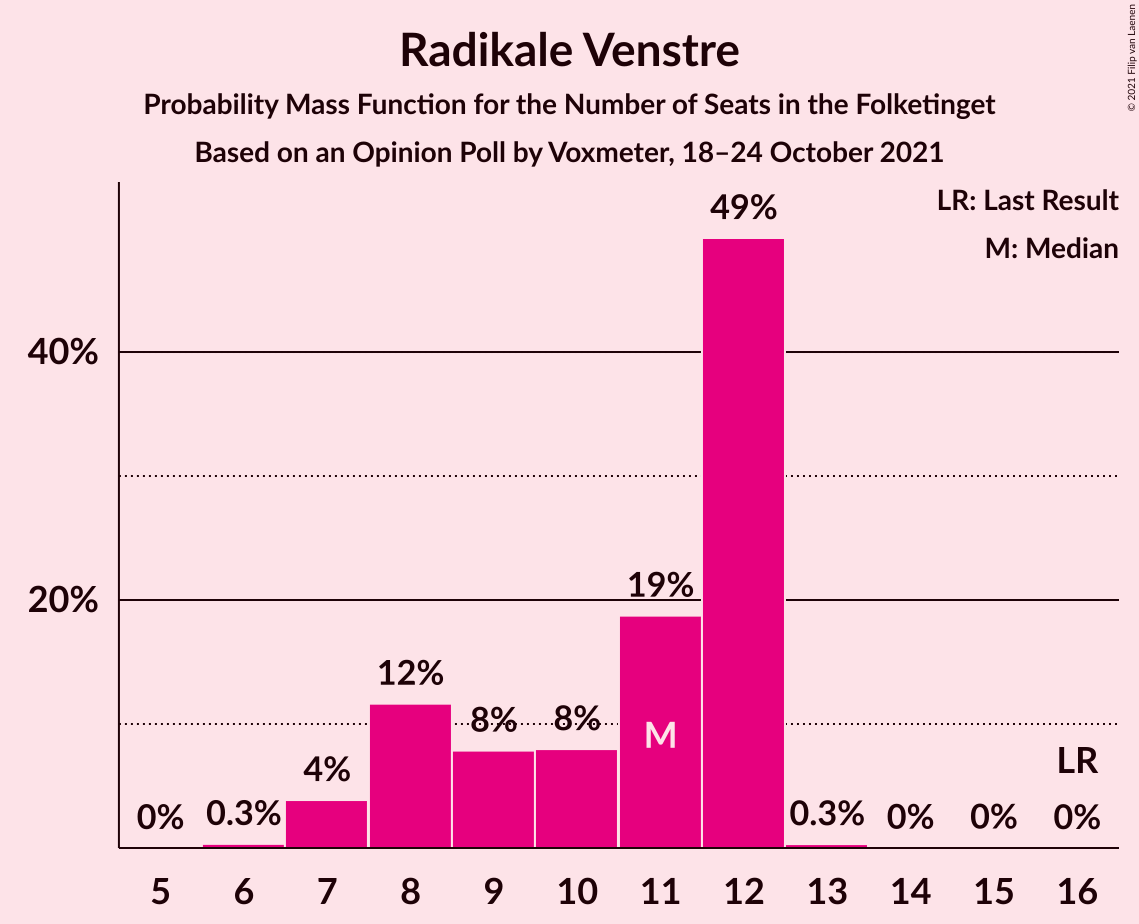 Radikale Venstre
Probability Mass Function for the Number of Seats in the Folketinget
Based on an Opinion Poll by Voxmeter, 18–24 October 2021
© 2021 Filip van Laenen
LR: Last Result
M: Median
40%
20%
0%
0.3%
4%
12%
8%
8%
19%
49%
0.3%
0%
0%
0%
M
LR
5 6 7 8 9 10 11 12 13 14 15 16